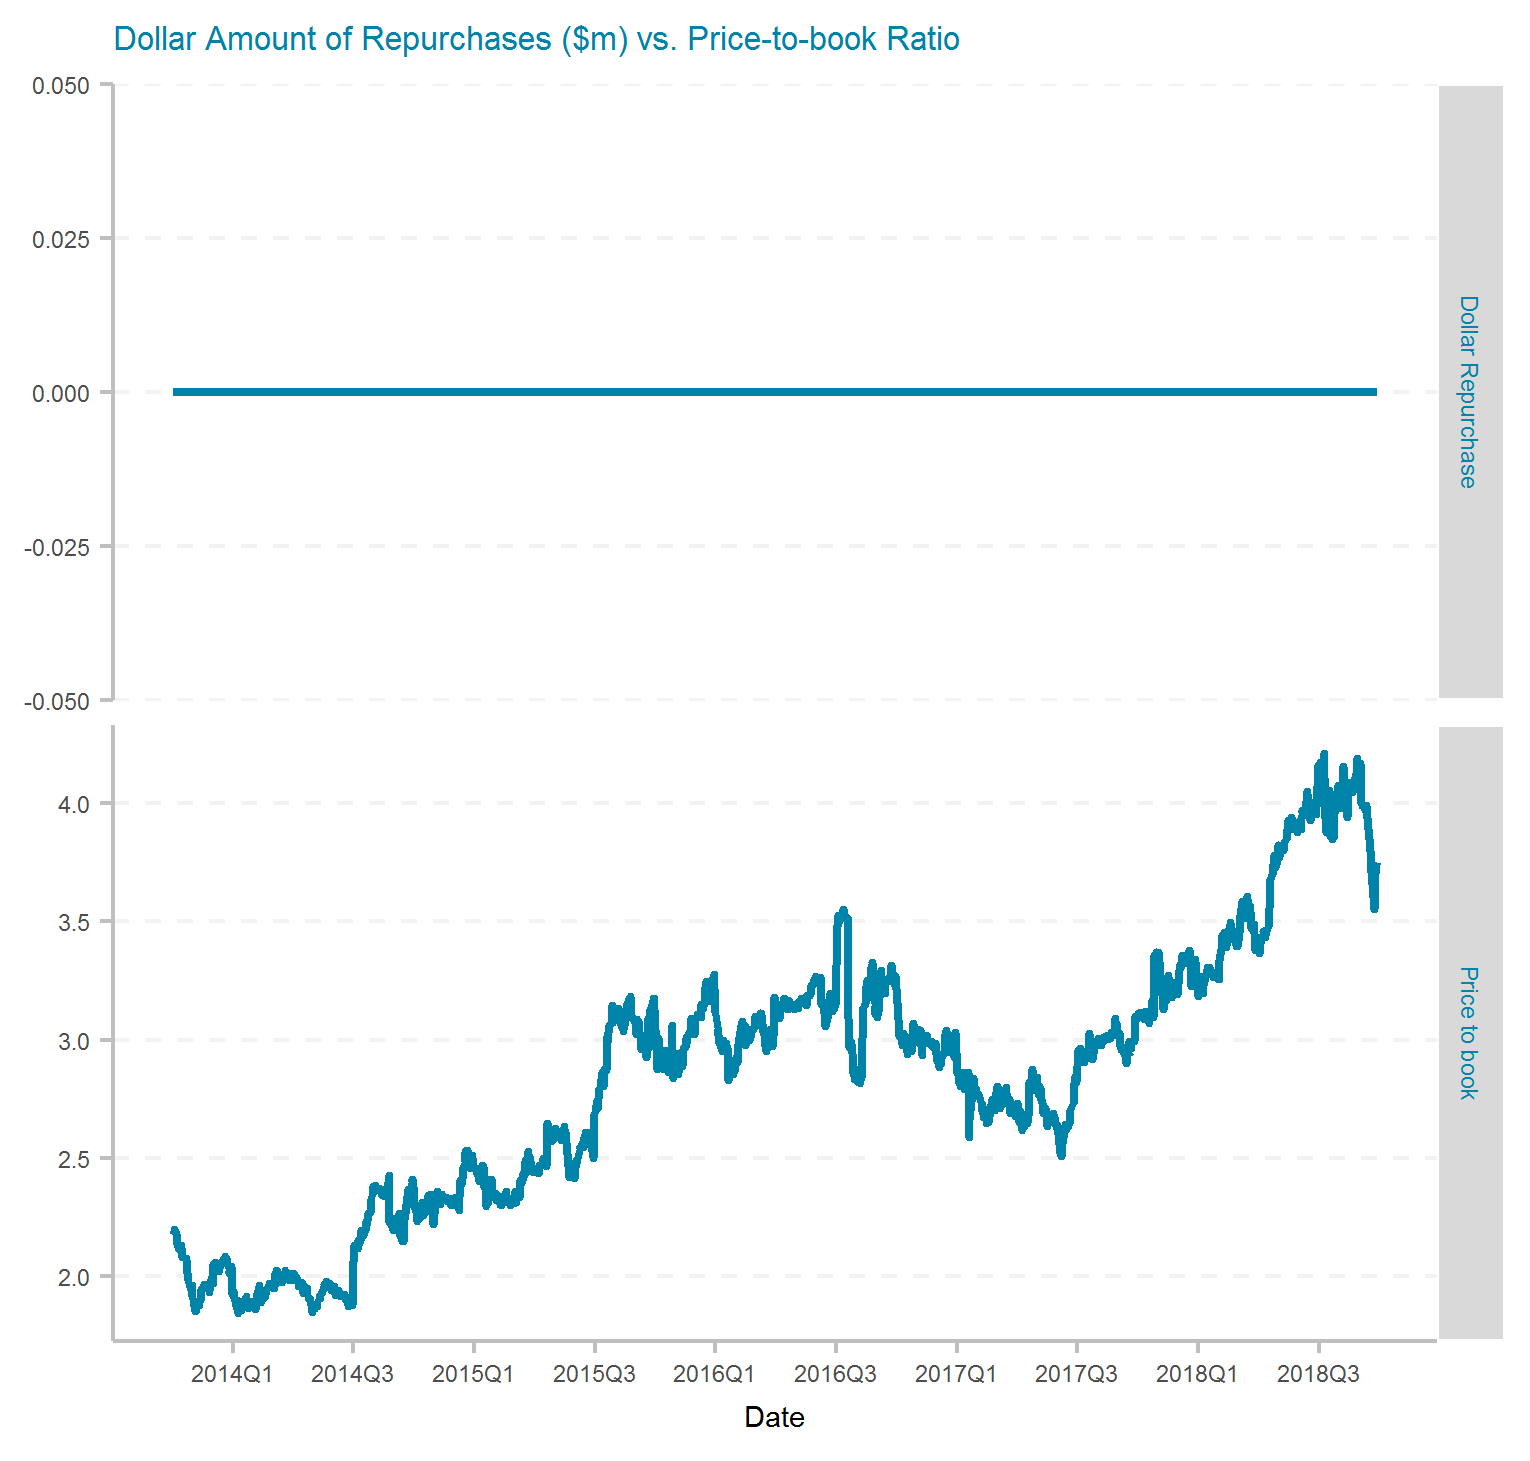 Dollar Amount of Repurchases ($m) vs. Price-to-book Ratio
0.050
0.025
0.000
-0.025
-0.050
Dollar Repurchase
4.0
3.5
3.0
2.5
2.0
Price to book
2014Q1 2014Q3 2015Q1 2015Q3 2016Q1 2016Q3 2017Q1 2017Q3 2018Q1 2018Q3
Date